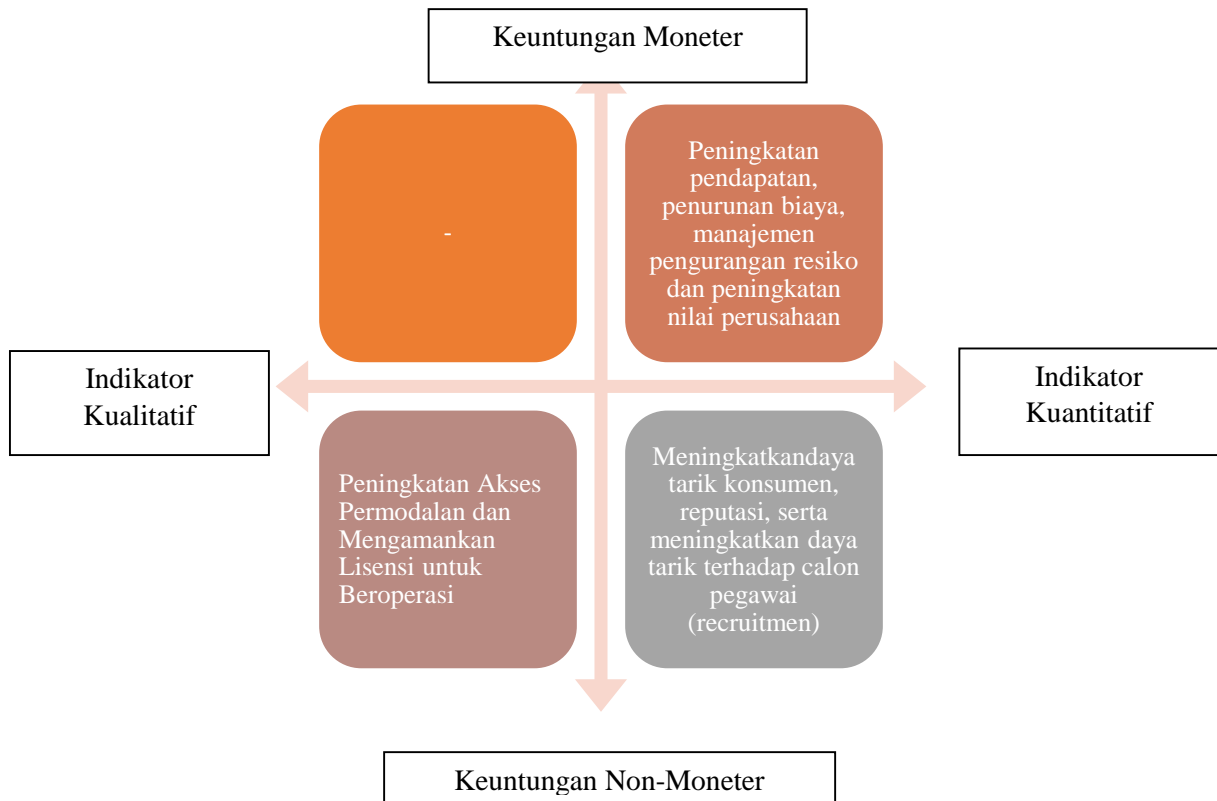 Keuntungan Moneter
-
Peningkatan
pendapatan,
penurunan biaya,
manajemen
pengurangan resiko
dan peningkatan
nilai perusahaan
Indikator
Kualitatif
Indikator
Kuantitatif
Peningkatan Akses
Permodalan dan
Mengamankan
Lisensi untuk
Beroperasi
Meningkatkandaya
tarik konsumen,
reputasi, serta
meningkatkan daya
tarik terhadap calon
pegawai
(recruitmen)
Keuntungan Non-Moneter